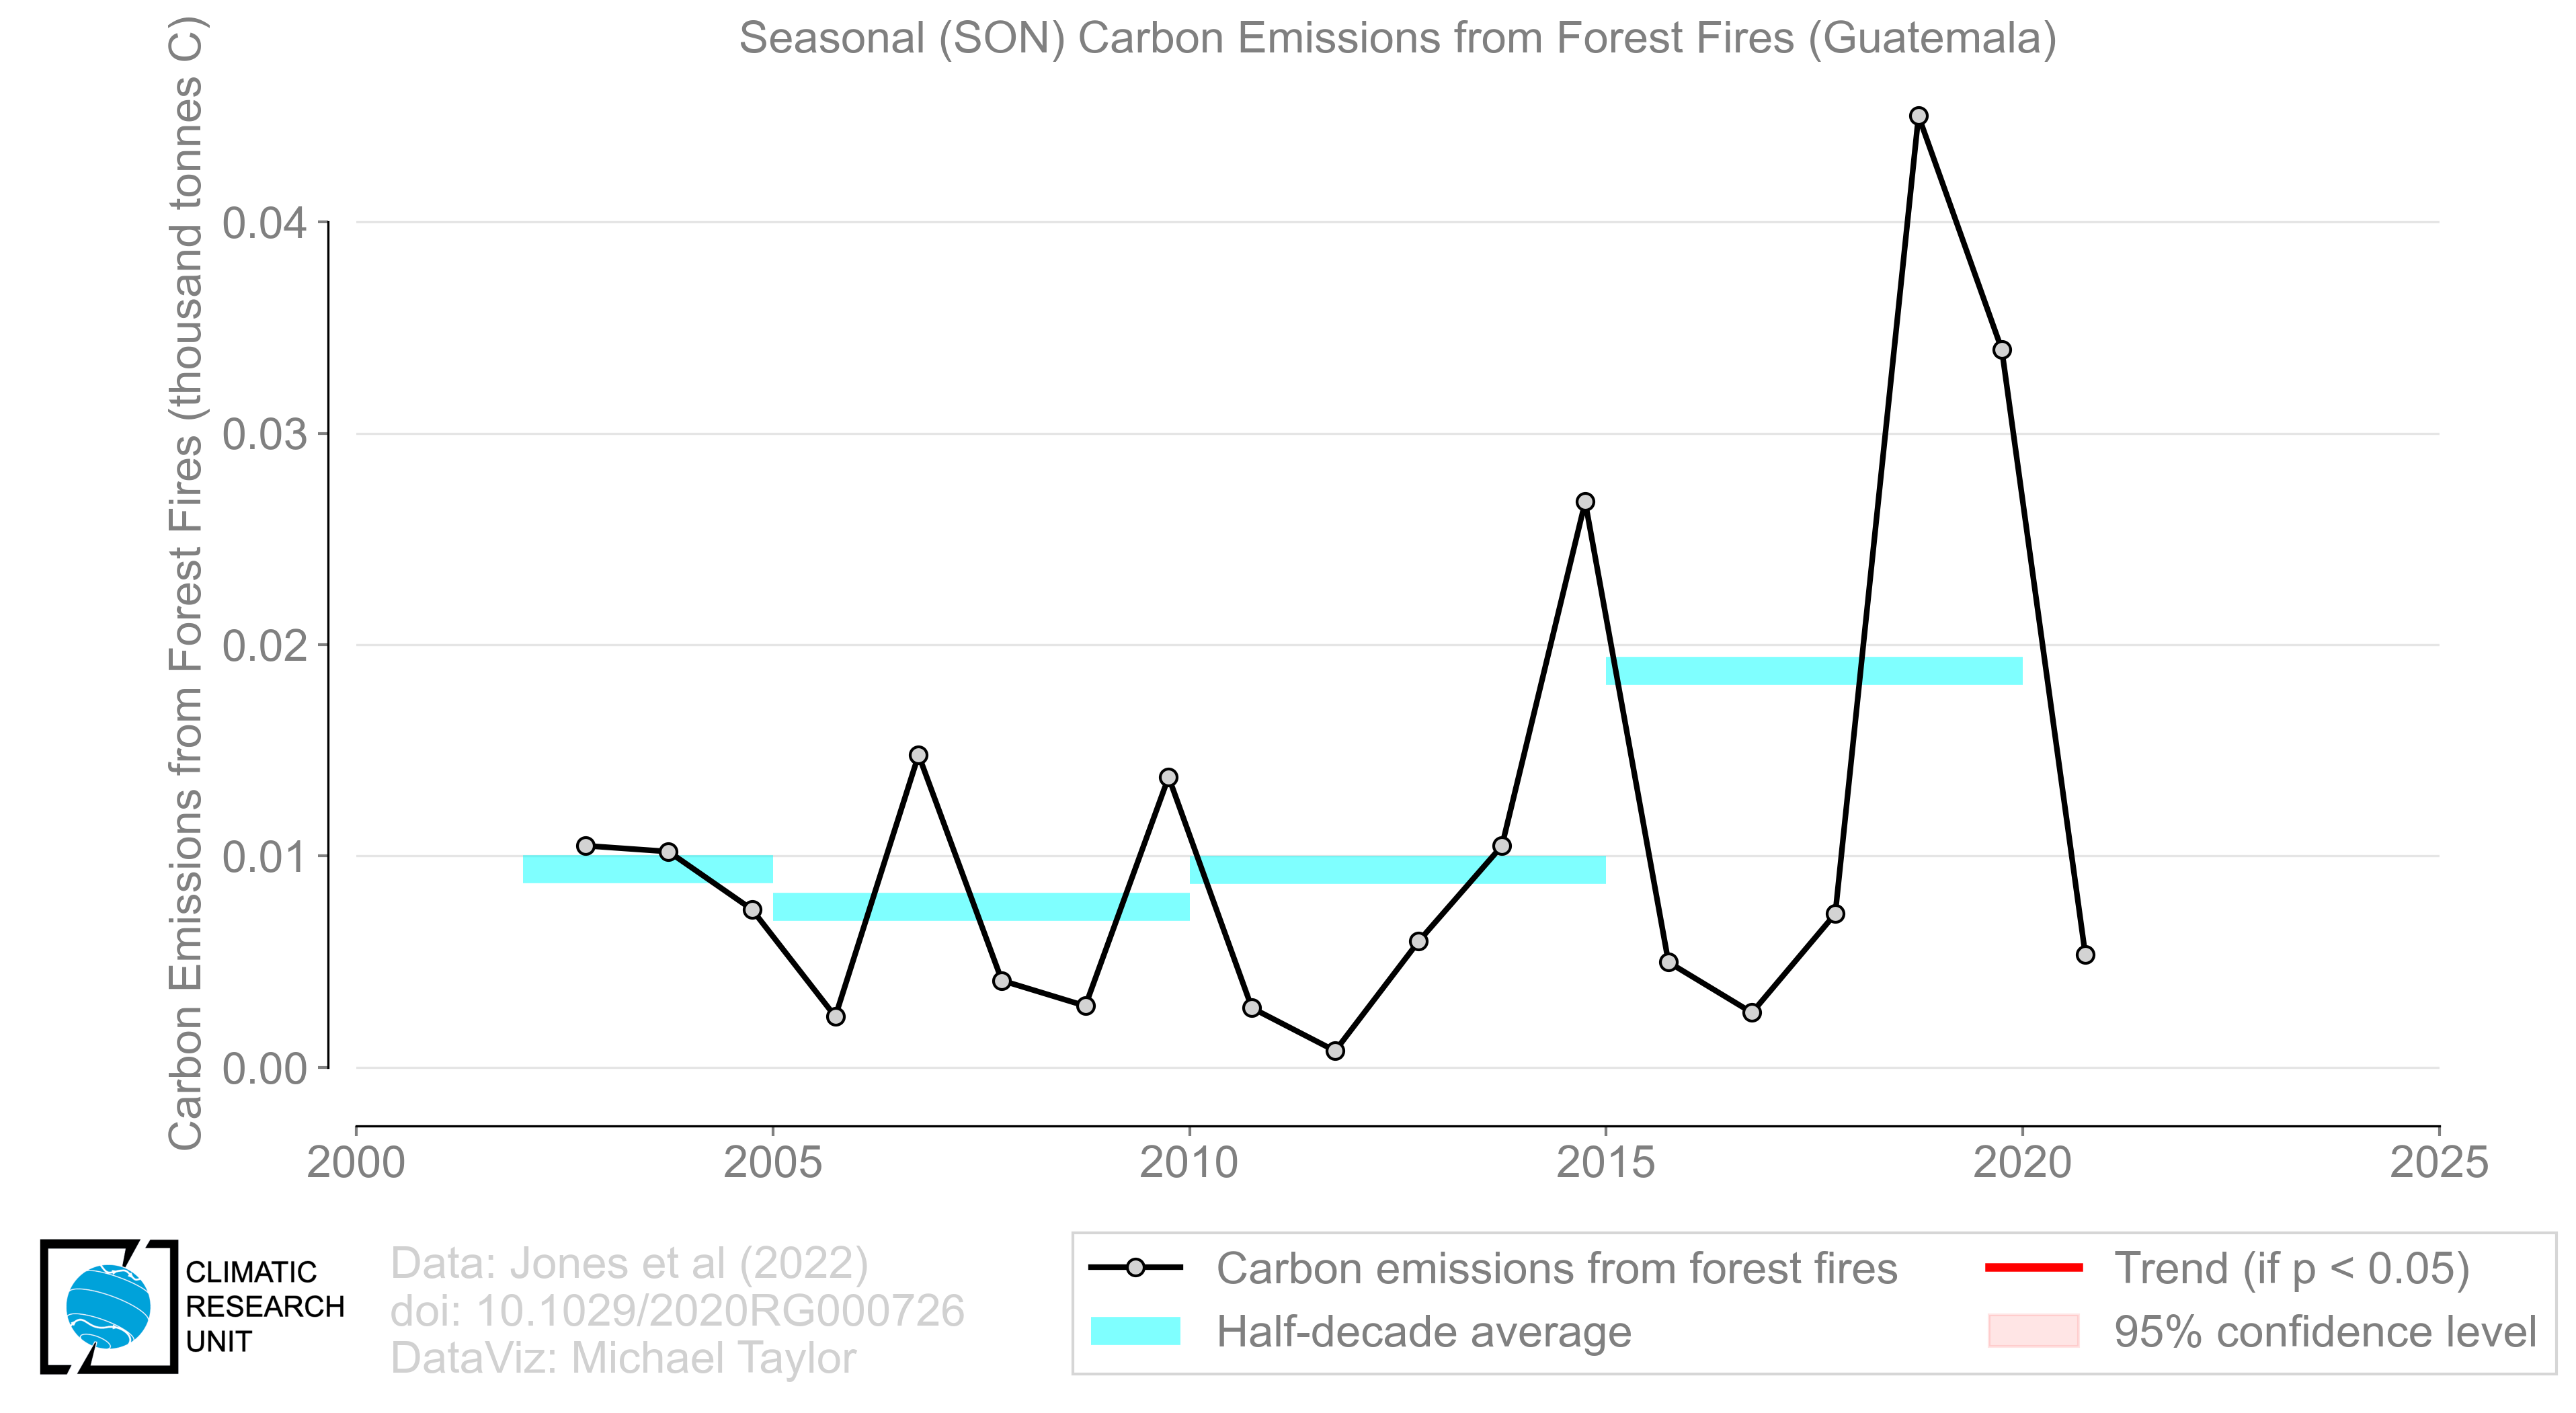 Seasonal (SON) Carbon Emissions from Forest Fires (Guatemala)
Carbon Emissions from Forest Fires (thousand tonnes C)
0.04
0.03
0.02
0.01
0.00
2000 2005 2010 2015 2020 2025
CLIMATIC
RESEARCH
UNIT
Data: Jones et al (2022)
doi: 10.1029/2020RG000726
DataViz: Michael Taylor
Carbon emissions from forest fires
Half-decade average
Trend (if p < 0.05)
95% confidence level